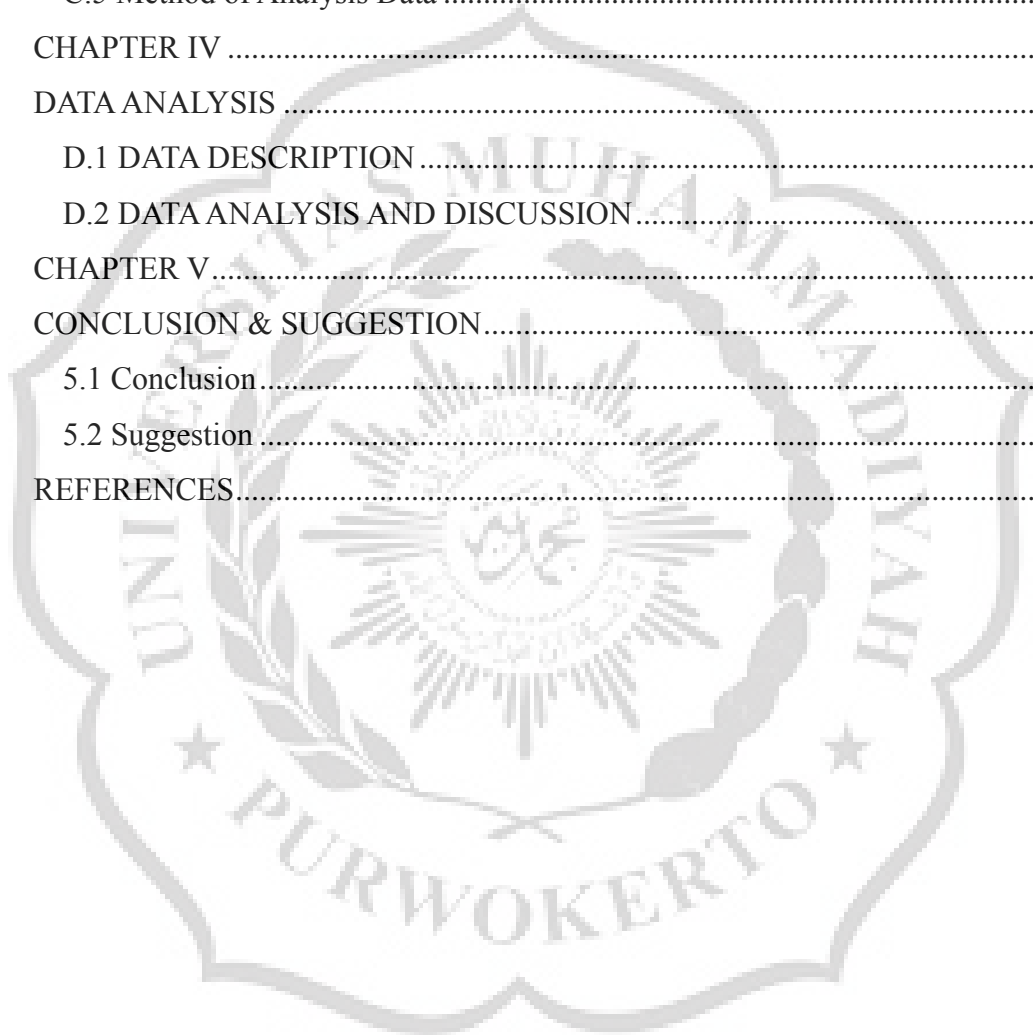 C.5 Method of Analysis Data ........................................................................
CHAPTER IV ........................................................................
DATA ANALYSIS ........................................................................
D.1 DATA DESCRIPTION ........................................................................
D.2 DATA ANALYSIS AND DISCUSSION ........................................................................
CHAPTER V ........................................................................
CONCLUSION & SUGGESTION ........................................................................
5.1 Conclusion ........................................................................
5.2 Suggestion ........................................................................
REFERENCES ........................................................................
UNIVERSITAS MUHAMMADIYAH
PURWOKERTO